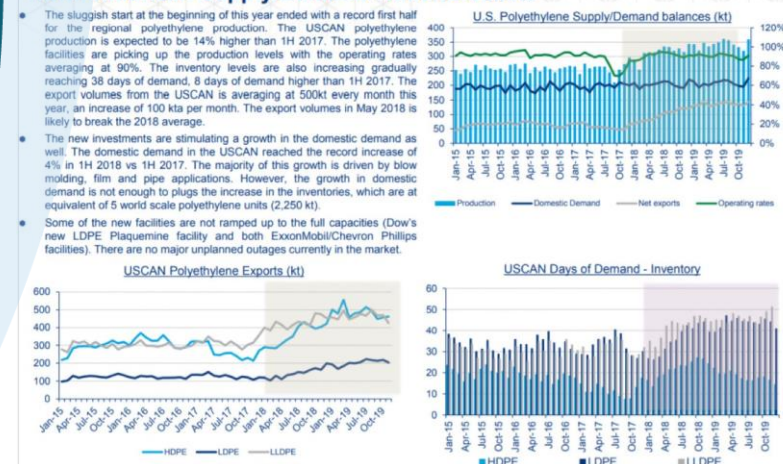 The sluggish start at the beginning of this year ended with a record first half
for the regional polyethylene production. The USCAN polyethylene
production is expected to be 14% higher than 1H 2017. The polyethylene
facilities are picking up the production levels with the operating rates
averaging at 90%. The inventory levels are also increasing gradually
reaching 38 days of demand, 8 days of demand higher than 1H 2017. The
export volumes from the USCAN is averaging at 500kt every month this
year, an increase of 100 kta per month. The export volumes in May 2018 is
likely to break the 2018 average.
The new investments are stimulating a growth in the domestic demand as
well. The domestic demand in the USCAN reached the record increase of
4% in 1H 2018 vs 1H 2017. The majority of this growth is driven by blow
molding, film and pipe applications. However, the growth in domestic
demand is not enough to plugs the increase in the inventories, which are at
equivalent of 5 world scale polyethylene units (2,250 kt).
Some of the new facilities are not ramped up to the full capacities (Dow's
new LDPE Plaquemine facility and both ExxonMobil/Chevron Phillips
facilities). There are no major unplanned outages currently in the market.
U.S. Polyethylene Supply/Demand balances (kt)
400 120%
350 100%
300
250 80%
200 60%
150 40%
100
50 20%
0 0%
Jan-15 Apr-15 Jul-15 Oct-15 Jan-16 Apr-16 Jul-16 Oct-16 Jan-17 Apr-17 Jul-17 Oct-17 Jan-18 Apr-18 Jul-18 Oct-18 Jan-19 Apr-19 Jul-19 Oct-19
Production Domestic Demand Net exports Operating rates
USCAN Polyethylene Exports (kt)
600
500
400
300
200
100
0
Jan-15 Apr-15 Jul-15 Oct-15 Jan-16 Apr-16 Jul-16 Oct-16 Jan-17 Apr-17 Jul-17 Oct-17 Jan-18 Apr-18 Jul-18 Oct-18 Jan-19 Apr-19 Jul-19 Oct-19
HDPE LDPE LLDPE
USCAN Days of Demand - Inventory
60
50
40
30
20
10
0
Jan-15 Apr-15 Jul-15 Oct-15 Jan-16 Apr-16 Jul-16 Oct-16 Jan-17 Apr-17 Jul-17 Oct-17 Jan-18 Apr-18 Jul-18 Oct-18 Jan-19 Apr-19 Jul-19 Oct-19
HDPE LDPE LLDPE